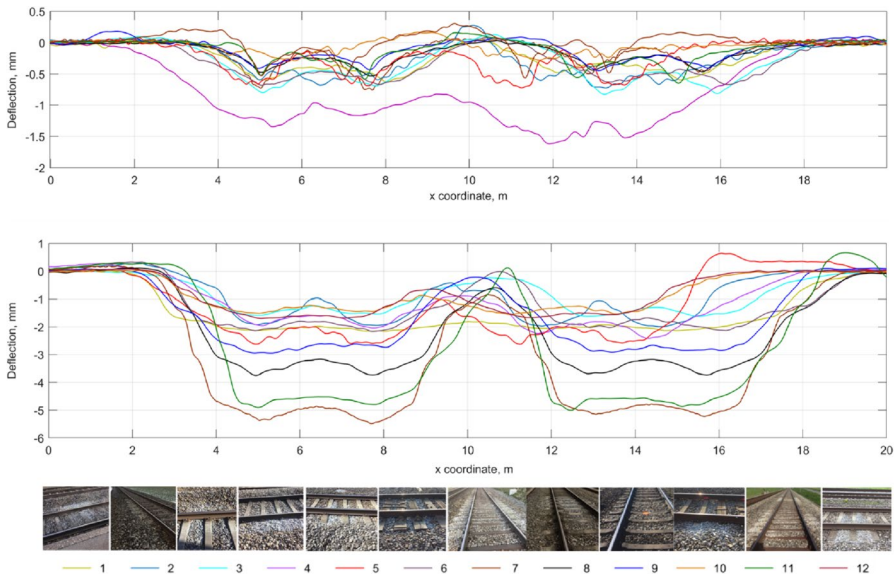 0.5
0
-0.5
-1
-1.5
-2
Deflection, mm
0 2 4 6 8 10 12 14 16 18
x coordinate, m
1
0
-1
-2
-3
-4
-5
-6
Deflection, mm
0 2 4 6 8 10 12 14 16 18 20
x coordinate, m
1 2 3 4 5 6 7 8 9 10 11 12